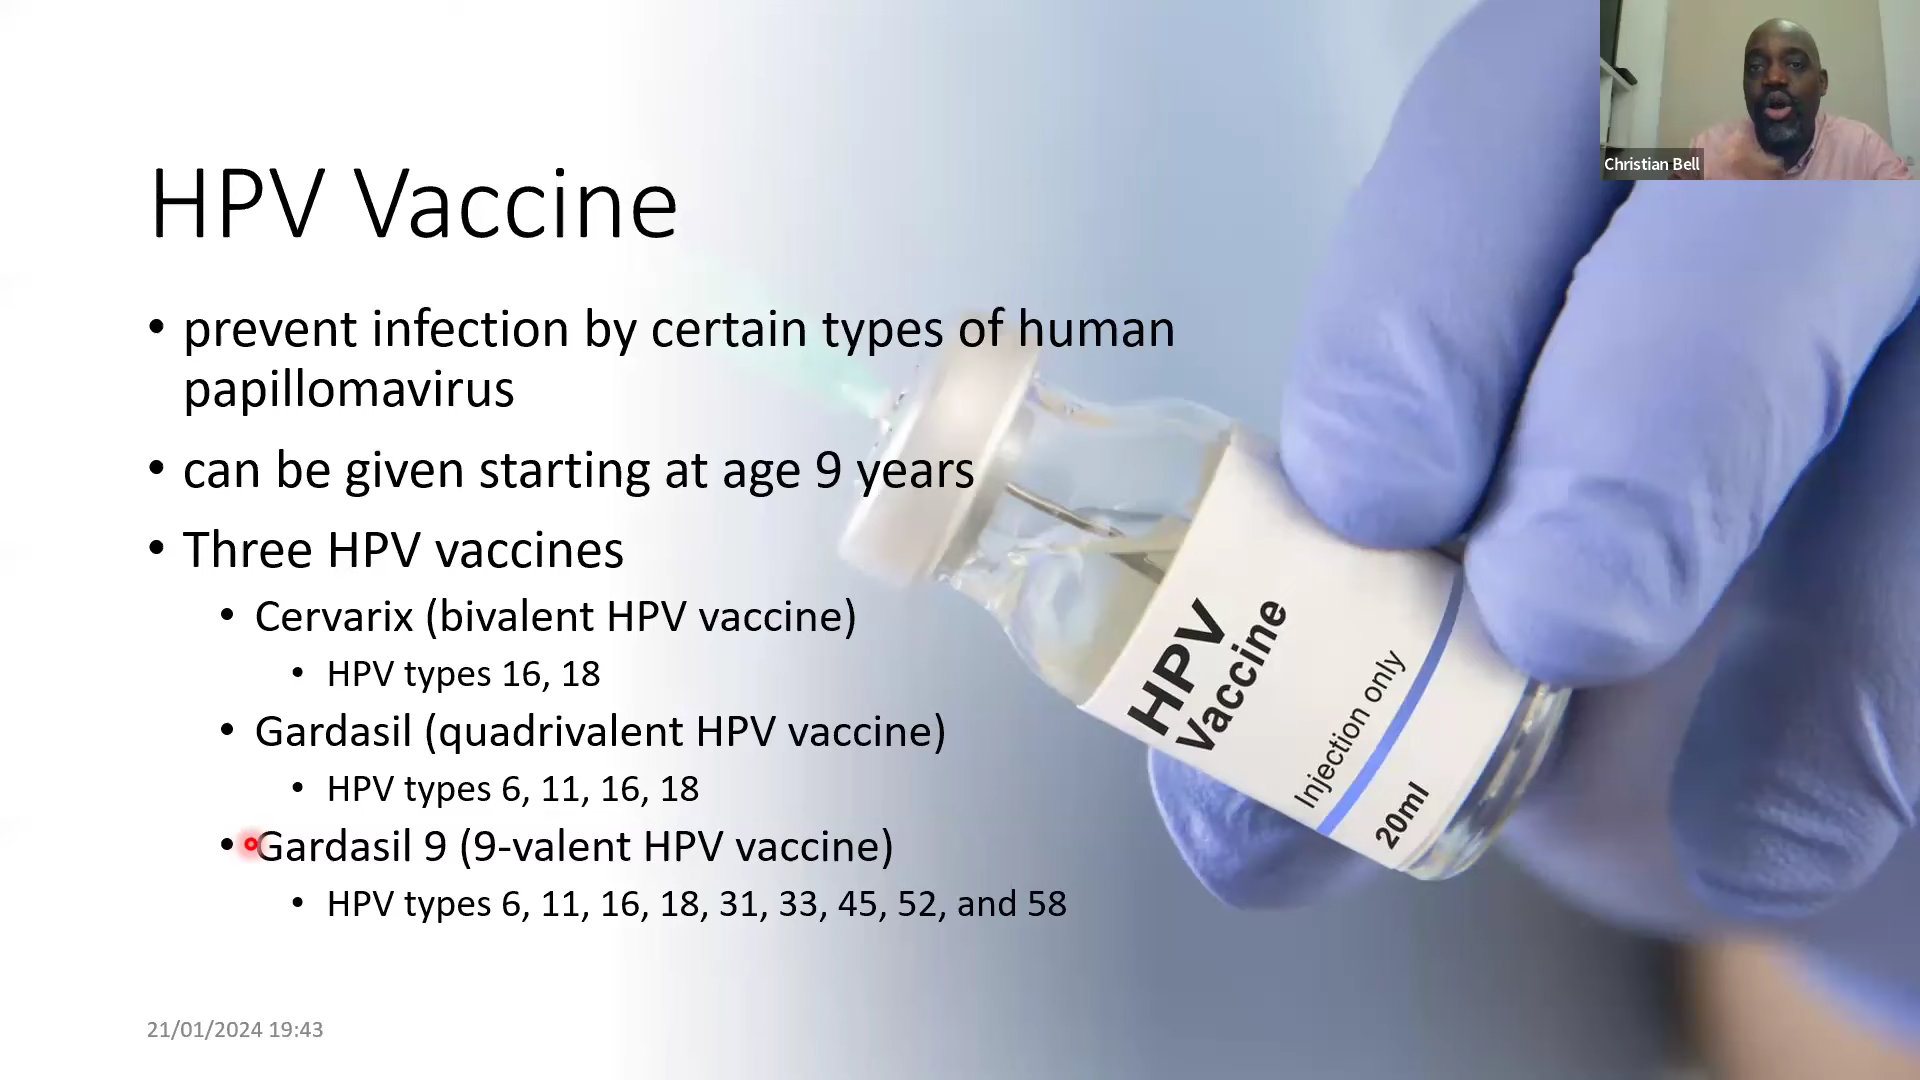 Christian Bell
HPV Vaccine
• prevent infection by certain types of human
papillomavirus
• can be given starting at age 9 years
• Three HPV vaccines
• Cervarix (bivalent HPV vaccine)
• HPV types 16, 18
• Gardasil (quadrivalent HPV vaccine)
• HPV types 6, 11, 16, 18
• Gardasil 9 (9-valent HPV vaccine)
• HPV types 6, 11, 16, 18, 31, 33, 45, 52, and 58
HPV
Vaccine
Injection only
20ml
21/01/2024 19:43